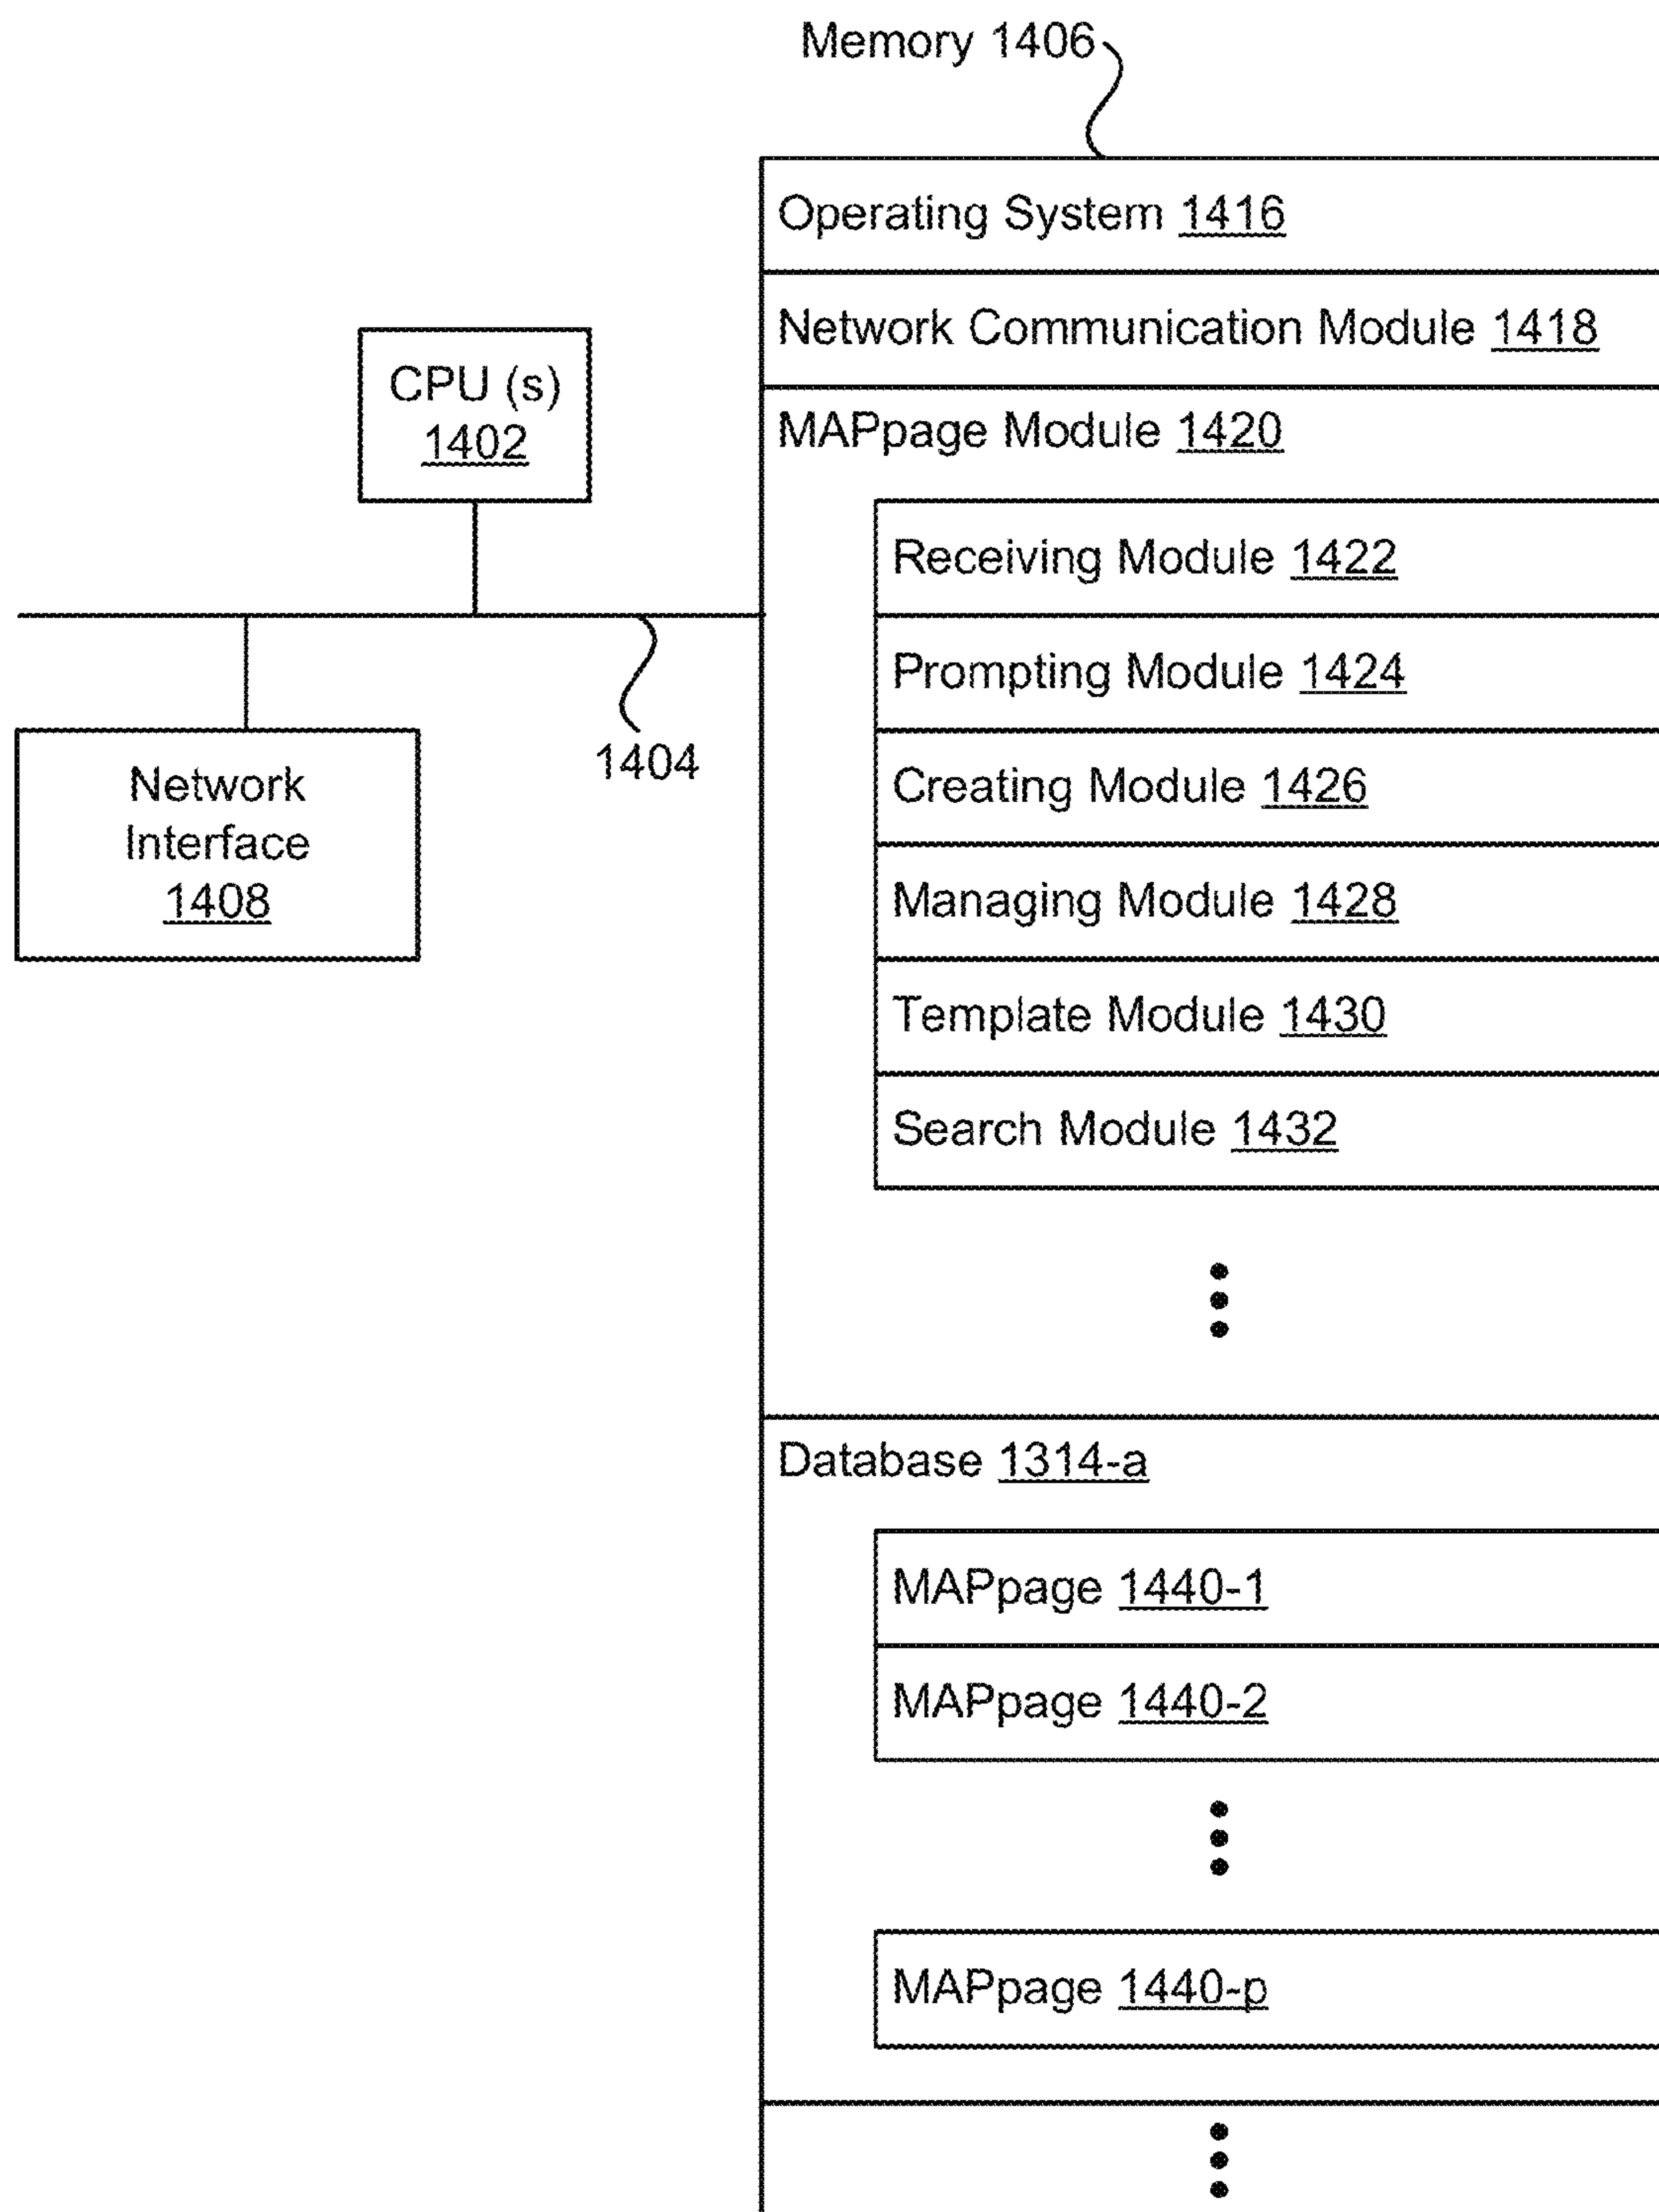 Memory 1406
Operating System 1416
Network Communication Module 1418
CPU (s)
1402
MAPpage Module 1420
Receiving Module 1422
Prompting Module 1424
1404
Network
Interface
1408
Creating Module 1426
Managing Module 1428
Template Module 1430
Search Module 1432
Database 1314-a
MAPpage 1440-1
MAPpage 1440-2
MAPpage 1440-p